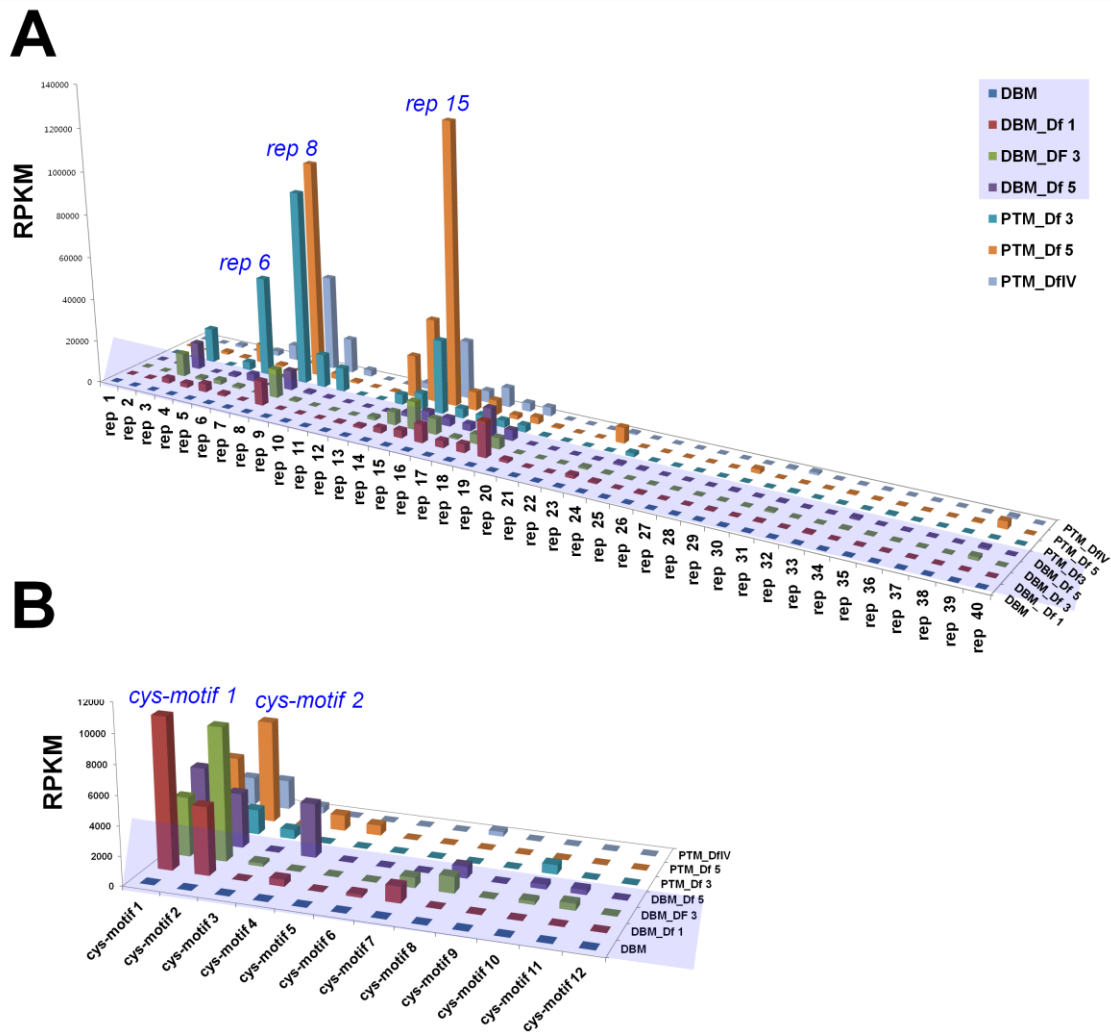 A
140000
120000
100000
80000
60000
40000
20000
0
RPKM
rep 6
rep 8
rep 15
DBM
DBM_Df 1
DBM_DF 3
DBM_Df 5
PTM_Df 3
PTM_Df 5
PTM_DfIV
rep 1
rep 2
rep 3
rep 4
rep 5
rep 6
rep 7
rep 8
rep 9
rep 10
rep 11
rep 12
rep 13
rep 14
rep 15
rep 16
rep 17
rep 18
rep 19
rep 20
rep 21
rep 22
rep 23
rep 24
rep 25
rep 26
rep 27
rep 28
rep 29
rep 30
rep 31
rep 32
rep 33
rep 34
rep 35
rep 36
rep 37
rep 38
rep 39
rep 40
PTM_DfIV
PTM_Df 5
PTM_Df3
DBM_Df 5
DBM_Df 3
DBM_Df 1
DBM
B
12000
10000
8000
6000
4000
2000
0
RPKM
cys-motif 1
cys-motif 2
cys-motif 1
cys-motif 2
cys-motif 3
cys-motif 4
cys-motif 5
cys-motif 6
cys-motif 7
cys-motif 8
cys-motif 9
cys-motif 10
cys-motif 11
cys-motif 12
PTM_DfIV
PTM_Df 5
PTM_Df 3
DBM_Df 5
DBM_DF 3
DBM_Df 1
DBM